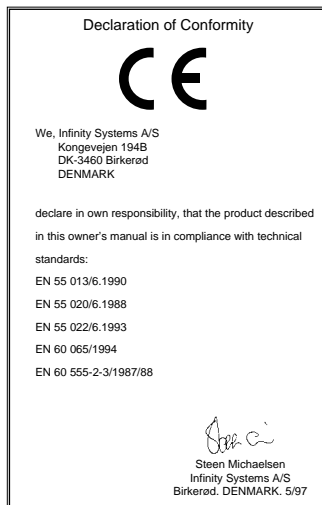 Declaration of Conformity
CE
We, Infinity Systems A/S
Kongevejen 194B
DK-3460 Birkerød
DENMARK
declare in own responsibility, that the product described
in this owner's manual is in compliance with technical
standards:
EN 55 013/6.1990
EN 55 020/6.1988
EN 55 022/6.1993
EN 60 065/1994
EN 60 555-2-3/1987/88
Steen Michaelsen
Infinity Systems A/S
Birkerød. DENMARK. 5/97